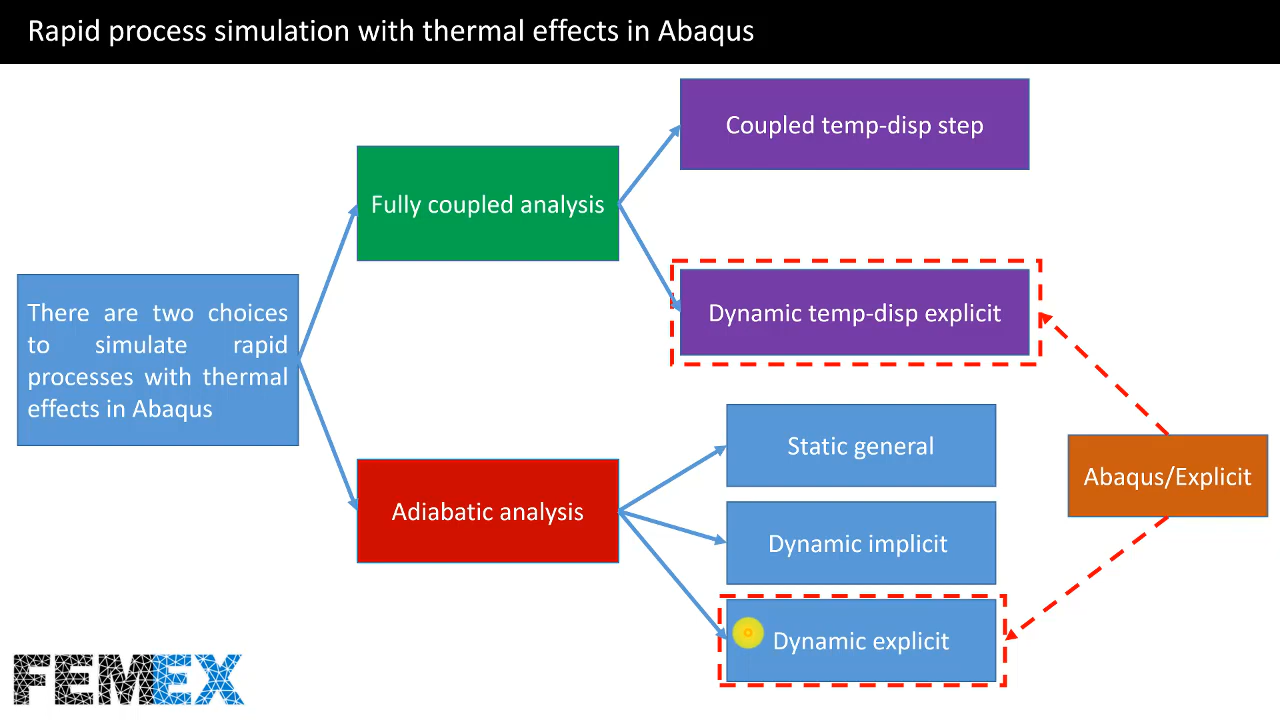 Rapid process simulation with thermal effects in Abaqus
Coupled temp-disp step
Fully coupled analysis
Dynamic temp-disp explicit
There are two choices
to simulate rapid
processes with thermal
effects in Abaqus
Static general
Abaqus/Explicit
Adiabatic analysis
Dynamic implicit
Dynamic explicit
FEMEX